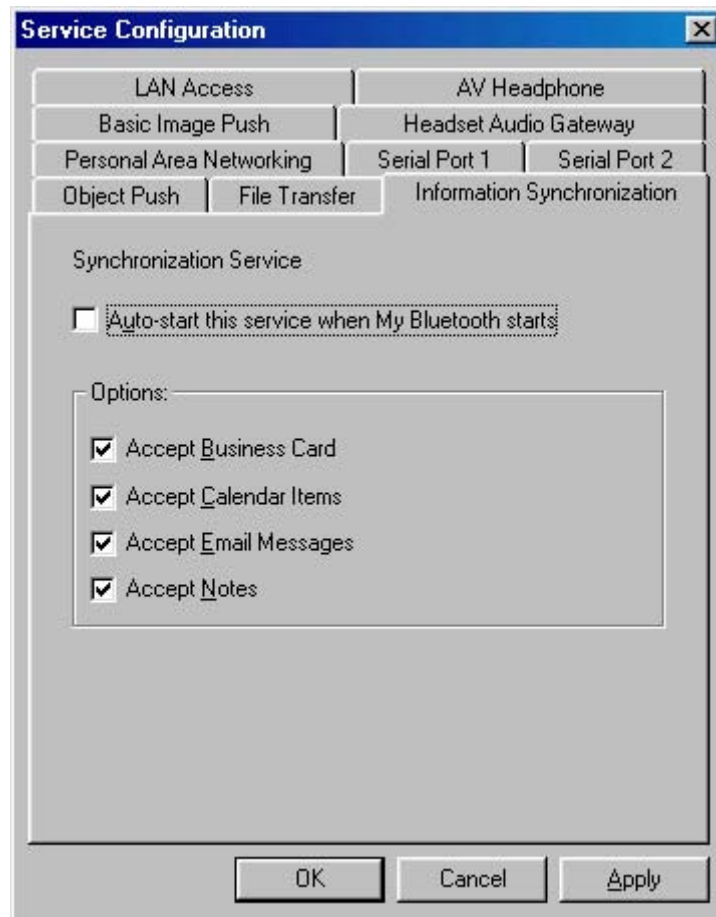 Service Configuration
LAN Access AV Headphone
Basic Image Push Headset Audio Gateway
Personal Area Networking Serial Port 1 Serial Port 2
Object Push File Transfer Information Synchronization
Synchronization Service
Auto-start this service when My Bluetooth starts
Options:
Accept Business Card
Accept Calendar Items
Accept Email Messages
Accept Notes
OK Cancel Apply